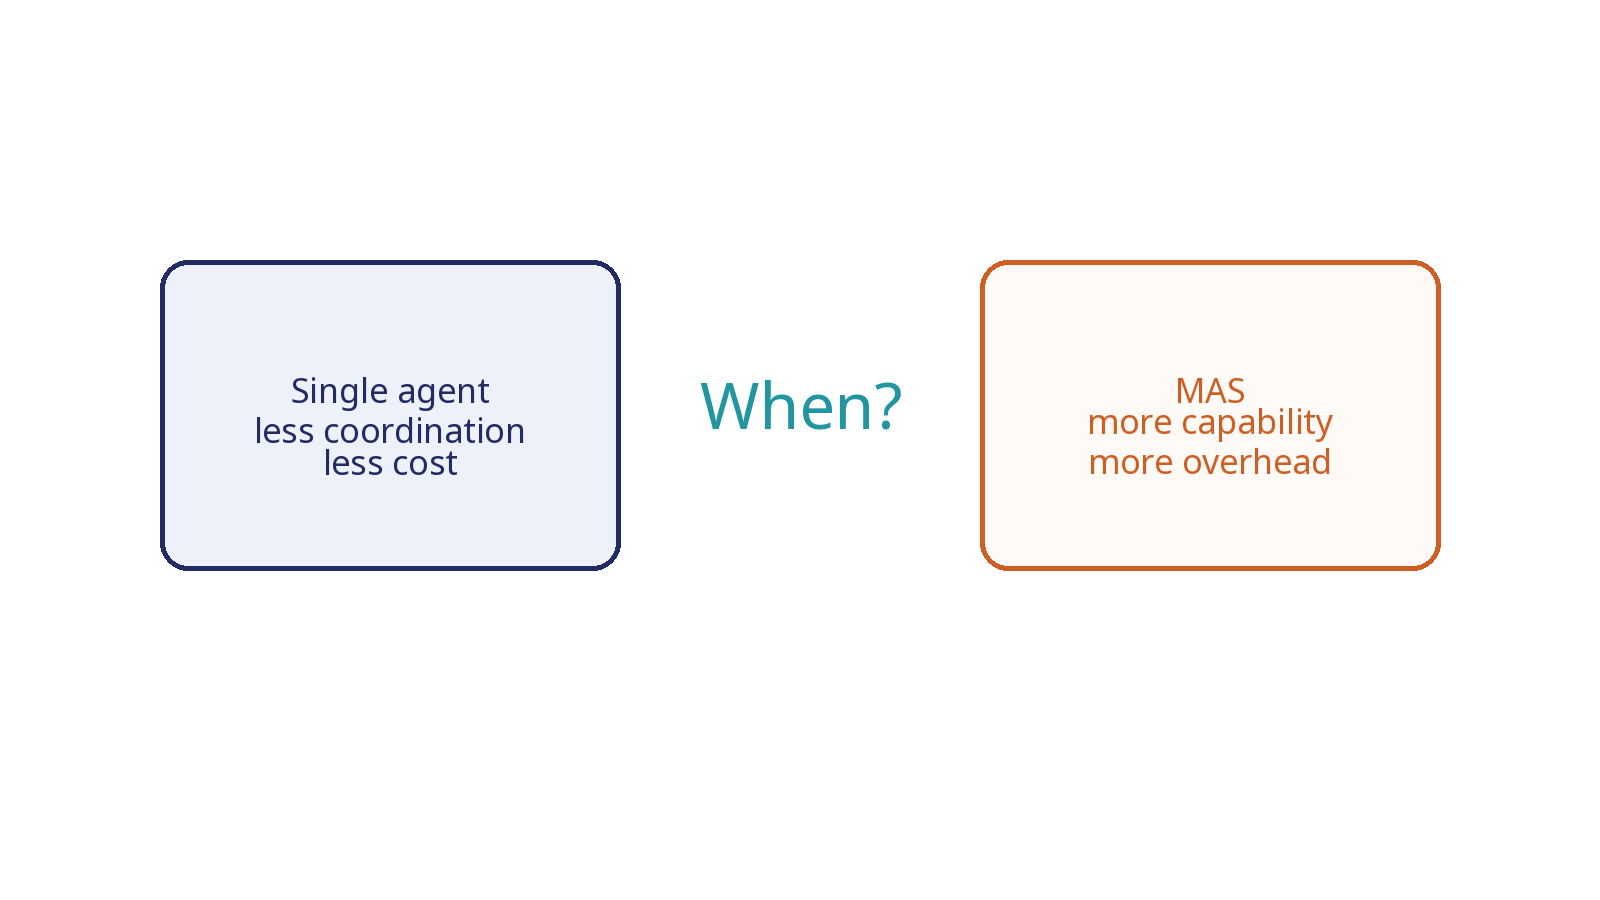 Single agent
less coordination
less cost
When?
MAS
more capability
more overhead